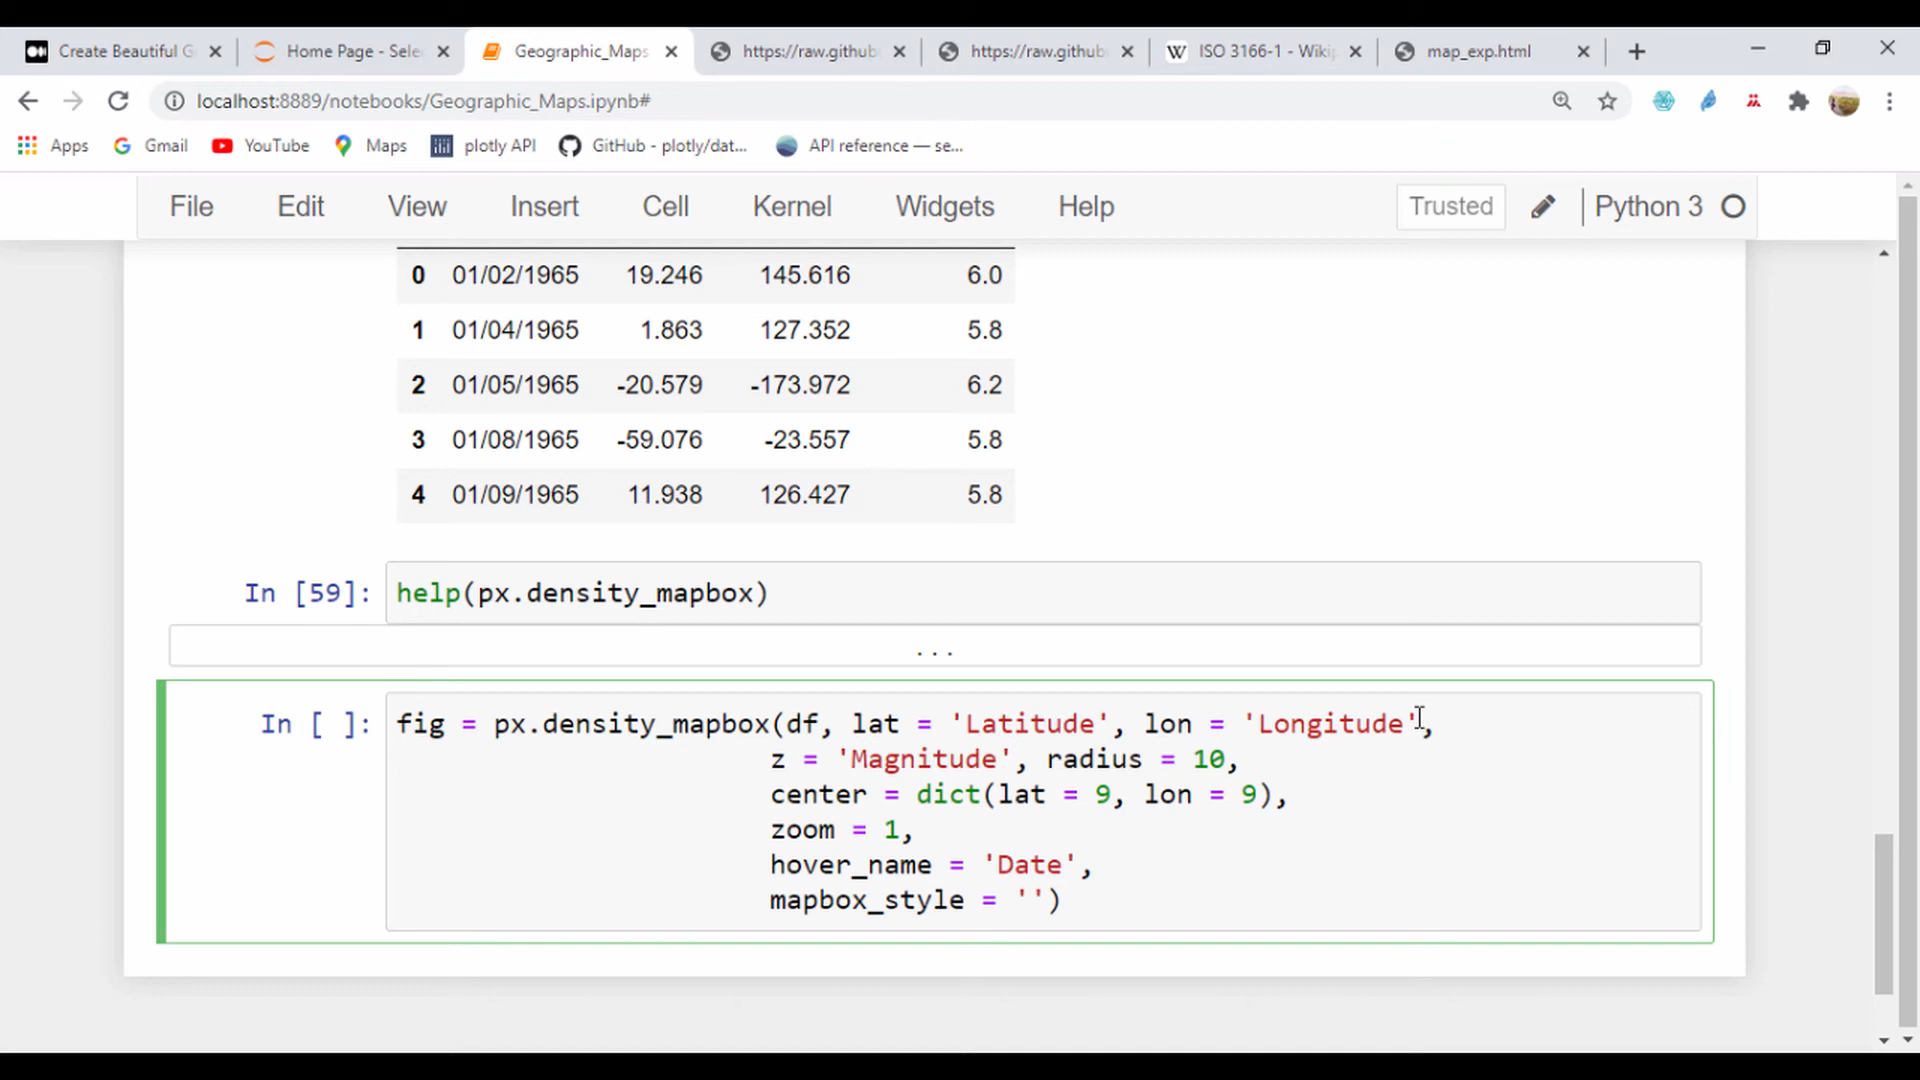 Create Beautiful G
Home Page - Selec
Geographic_Maps
https://raw.githubu
https://raw.githubu
W ISO 3166-1 - Wikip
map_exp.html
localhost:8889/notebooks/Geographic_Maps.ipynb#
Apps
Gmail
YouTube
Maps
plotly API
GitHub - plotly/dat...
API reference — se...
File
Edit
View
Insert
Cell
Kernel
Widgets
Help
Trusted
Python 3
0 01/02/1965 19.246 145.616 6.0
1 01/04/1965 1.863 127.352 5.8
2 01/05/1965 -20.579 -173.972 6.2
3 01/08/1965 -59.076 -23.557 5.8
4 01/09/1965 11.938 126.427 5.8
In [59]: help(px.density_mapbox)
...
In [ ]: fig = px.density_mapbox(df, lat = 'Latitude', lon = 'Longitude',
z = 'Magnitude', radius = 10,
center = dict(lat = 9, lon = 9),
zoom = 1,
hover_name = 'Date',
mapbox_style = '')